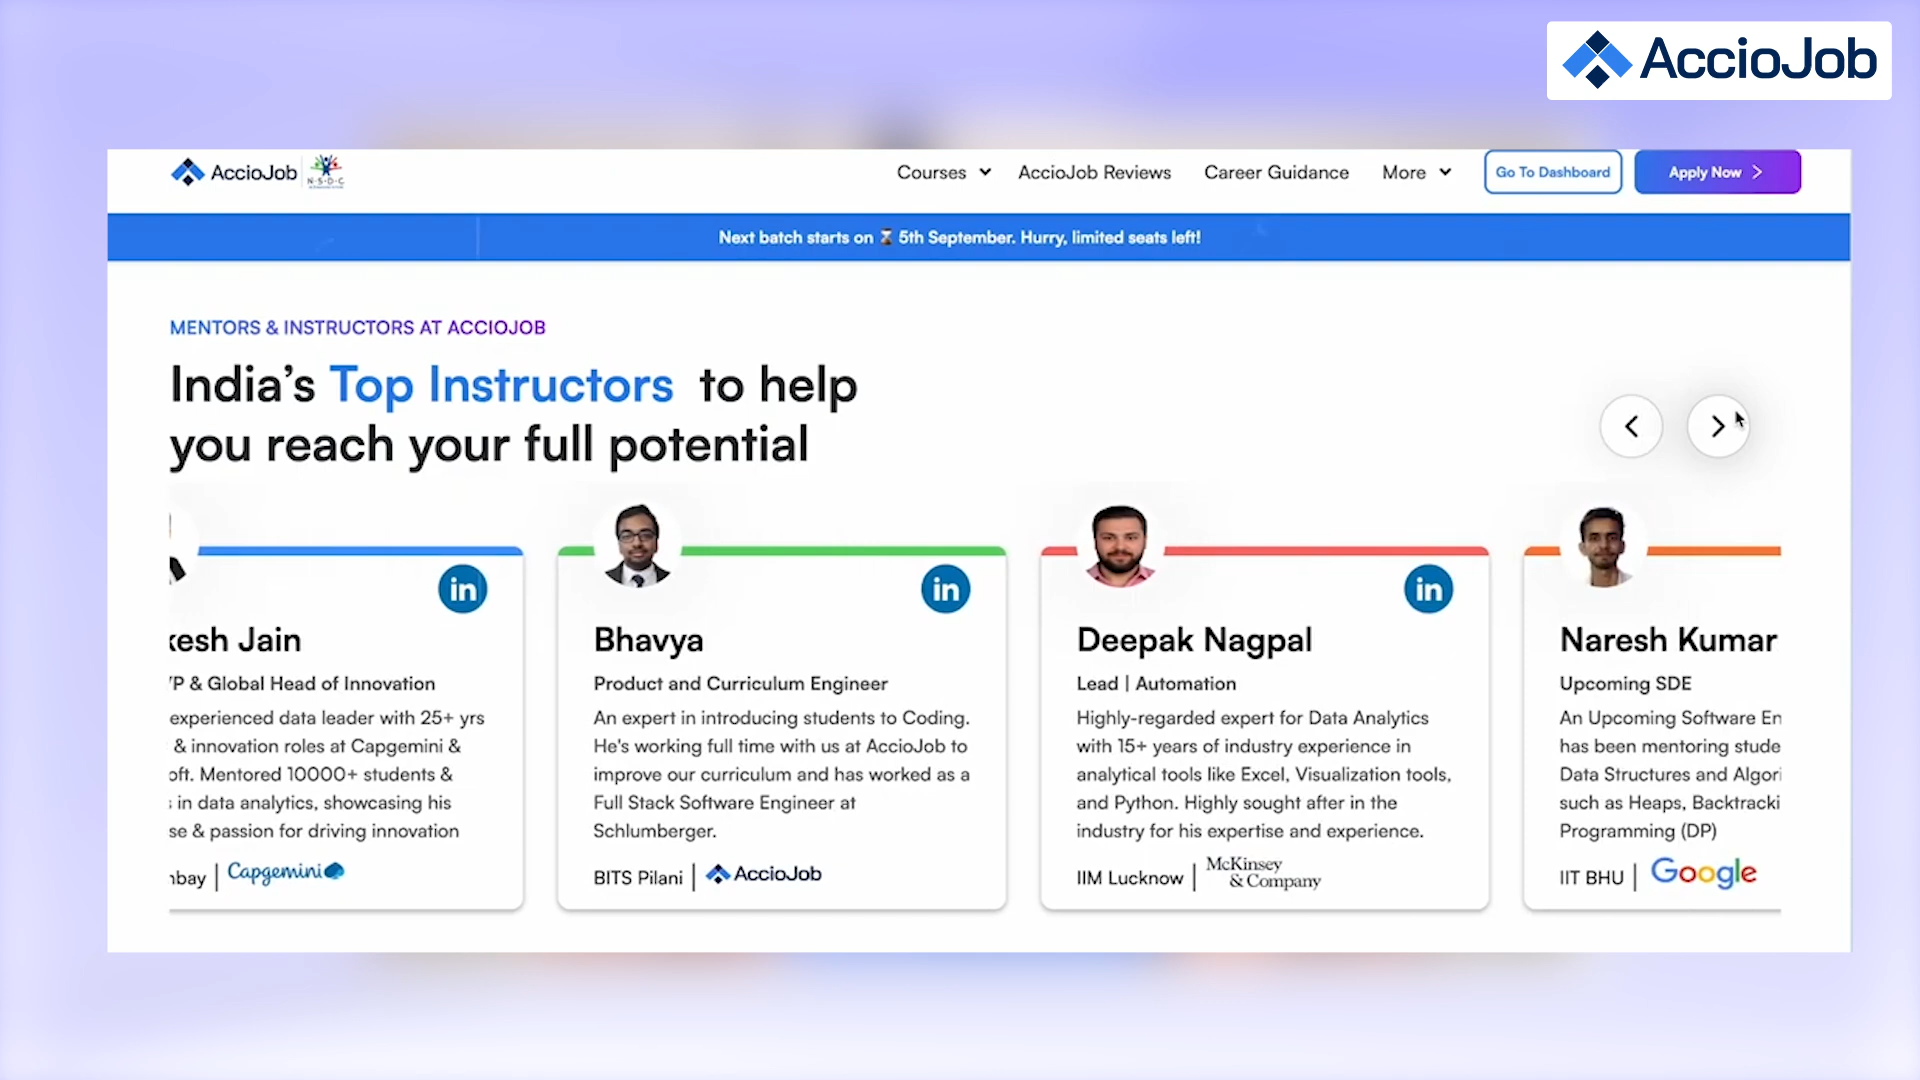 AccioJob
AccioJob
N·S·D·C
Courses
AccioJob Reviews
Career Guidance
More
Go To Dashboard
Apply Now
Next batch starts on ⌛ 5th September. Hurry, limited seats left!
MENTORS & INSTRUCTORS AT ACCIOJOB
India's Top Instructors to help
you reach your full potential
in
kesh Jain
VP & Global Head of Innovation
experienced data leader with 25+ yrs
& innovation roles at Capgemini &
oft. Mentored 10000+ students &
in data analytics, showcasing his
se & passion for driving innovation
mbay | Capgemini
in
Bhavya
Product and Curriculum Engineer
An expert in introducing students to Coding.
He's working full time with us at AccioJob to
improve our curriculum and has worked as a
Full Stack Software Engineer at
Schlumberger.
BITS Pilani | AccioJob
in
Deepak Nagpal
Lead | Automation
Highly-regarded expert for Data Analytics
with 15+ years of industry experience in
analytical tools like Excel, Visualization tools,
and Python. Highly sought after in the
industry for his expertise and experience.
IIM Lucknow | McKinsey
& Company
Naresh Kumar
Upcoming SDE
An Upcoming Software En
has been mentoring stude
Data Structures and Algori
such as Heaps, Backtracki
Programming (DP)
IIT BHU | Google